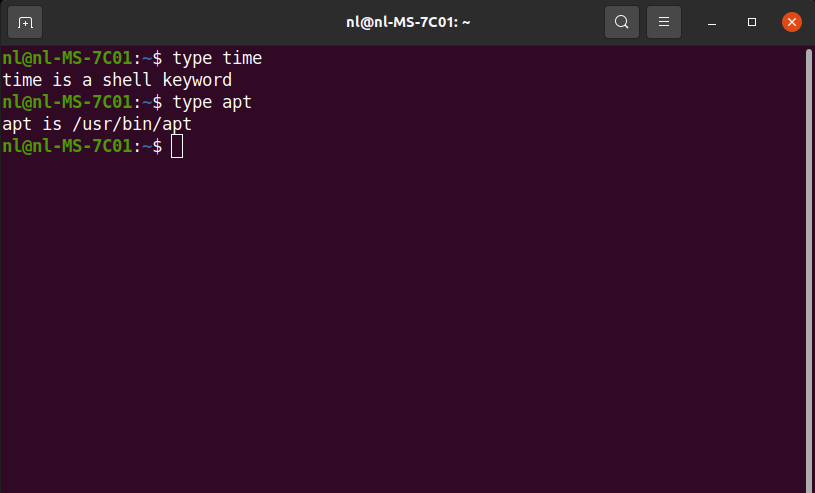 nl@nl-MS-7C01: ~
nl@nl-MS-7C01:~$ type time
time is a shell keyword
nl@nl-MS-7C01:~$ type apt
apt is /usr/bin/apt
nl@nl-MS-7C01:~$